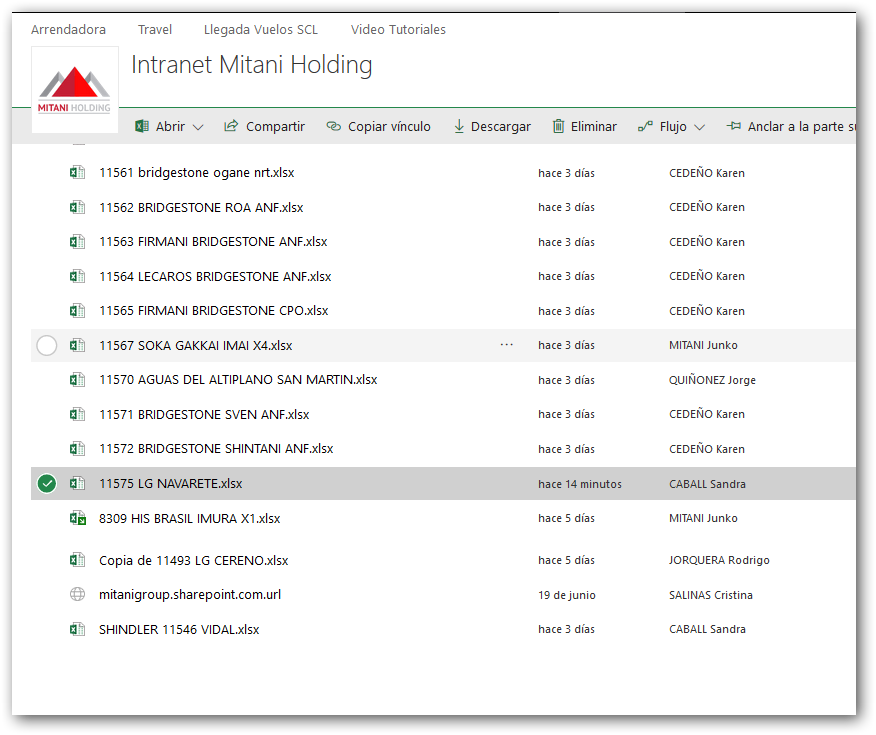 Arrendadora Travel Llegada Vuelos SCL Video Tutoriales
Intranet Mitani Holding
MITANI HOLDING
Abrir Compartir Copiar vínculo Descargar Eliminar Flujo Anclar a la parte su
11561 bridgestone ogane nrt.xlsx hace 3 días CEDEÑO Karen
11562 BRIDGESTONE ROA ANF.xlsx hace 3 días CEDEÑO Karen
11563 FIRMANI BRIDGESTONE ANF.xlsx hace 3 días CEDEÑO Karen
11564 LECAROS BRIDGESTONE ANF.xlsx hace 3 días CEDEÑO Karen
11565 FIRMANI BRIDGESTONE CPO.xlsx hace 3 días CEDEÑO Karen
11567 SOKA GAKKAI IMAI X4.xlsx ... hace 3 días MITANI Junko
11570 AGUAS DEL ALTIPLANO SAN MARTIN.xlsx hace 3 días QUIÑONEZ Jorge
11571 BRIDGESTONE SVEN ANF.xlsx hace 3 días CEDEÑO Karen
11572 BRIDGESTONE SHINTANI ANF.xlsx hace 3 días CEDEÑO Karen
11575 LG NAVARETE.xlsx hace 14 minutos CABALL Sandra
8309 HIS BRASIL IMURA X1.xlsx hace 5 días MITANI Junko
Copia de 11493 LG CERENO.xlsx hace 5 días JORQUERA Rodrigo
mitanigroup.sharepoint.com.url 19 de junio SALINAS Cristina
SHINDLER 11546 VIDAL.xlsx hace 3 días CABALL Sandra